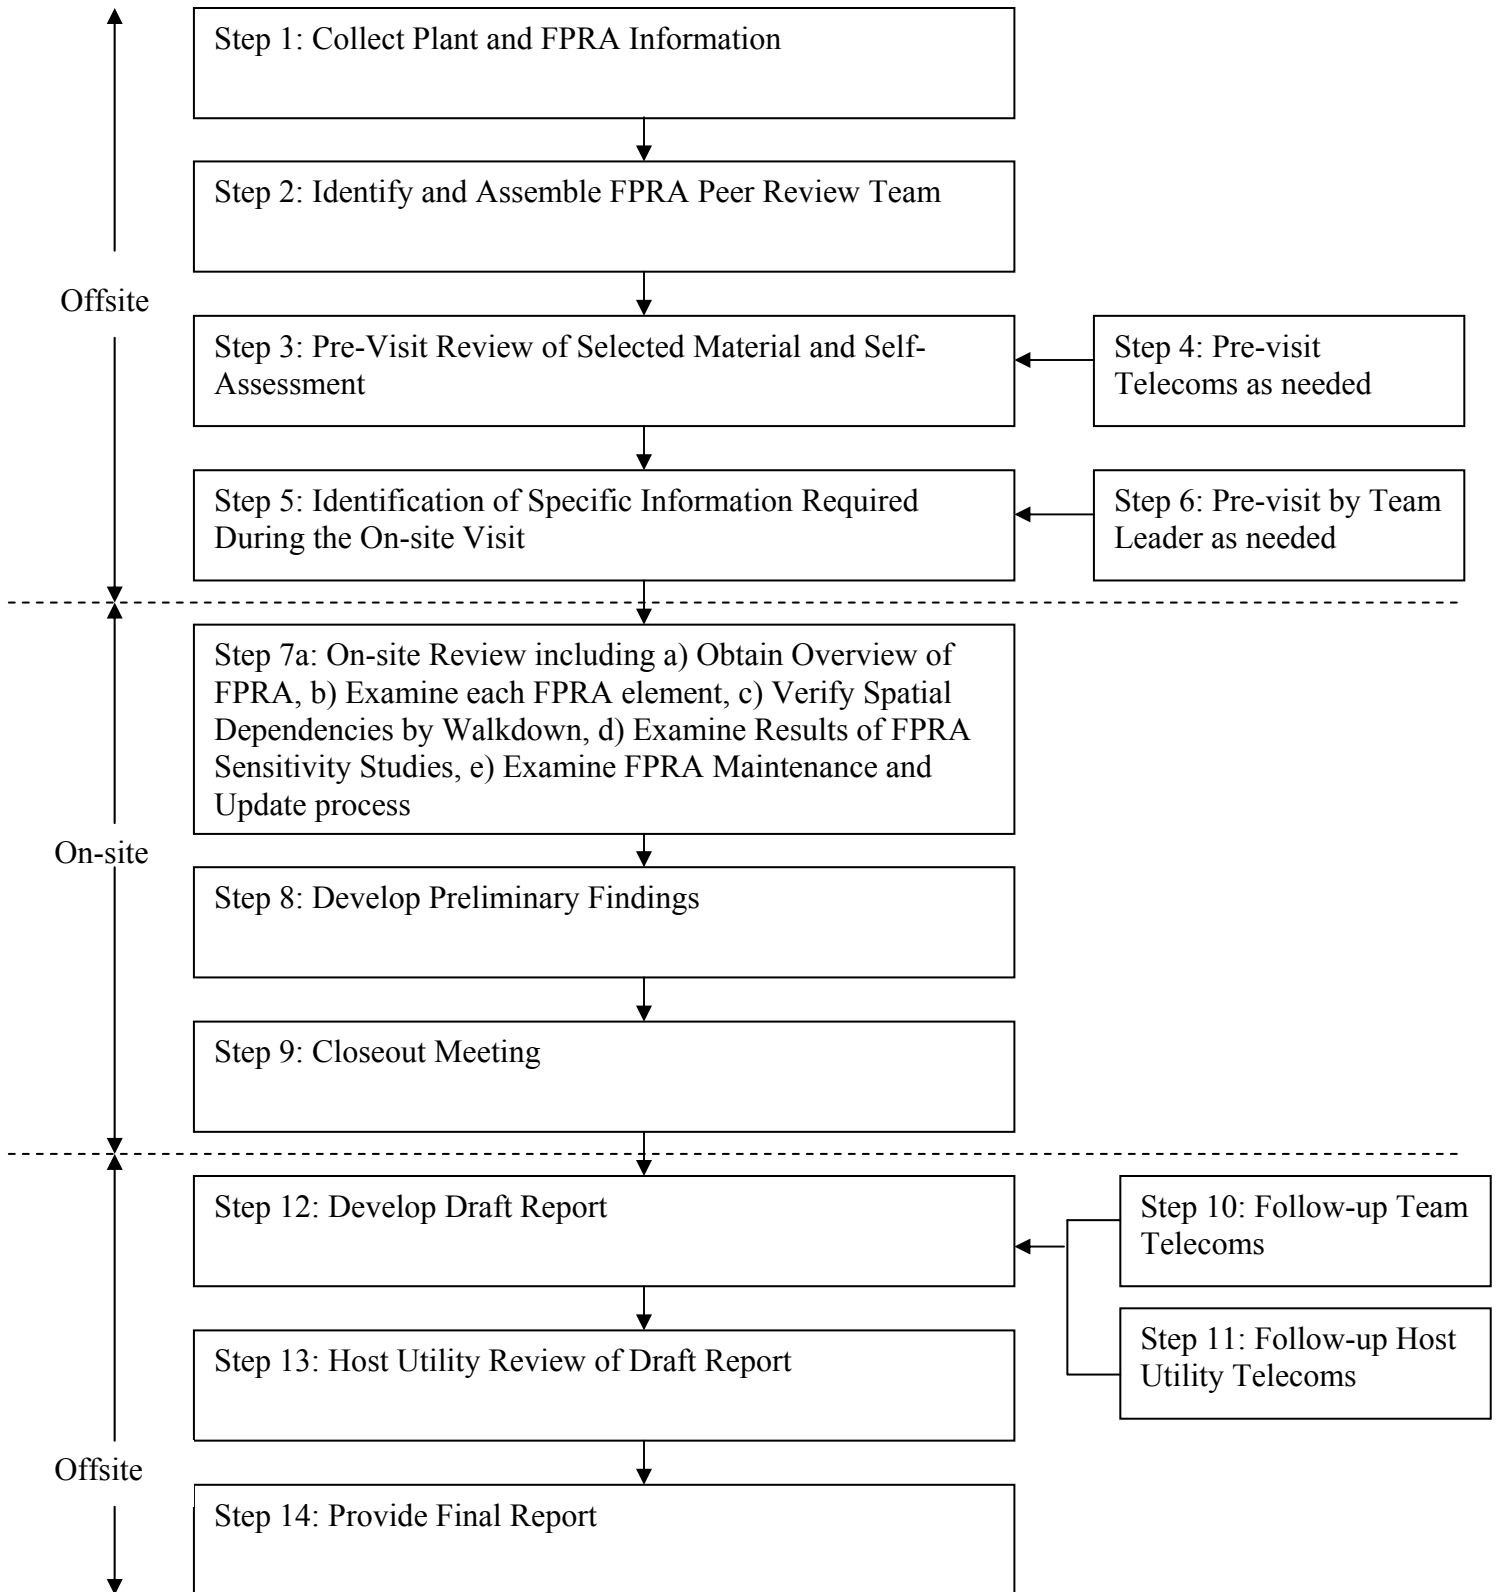 Step 1: Collect Plant and FPRA Information
Step 2: Identify and Assemble FPRA Peer Review Team
Offsite
Step 3: Pre-Visit Review of Selected Material and Self-
Assessment
Step 4: Pre-visit
Telecoms as needed
Step 5: Identification of Specific Information Required
During the On-site Visit
Step 6: Pre-visit by Team
Leader as needed
Step 7a: On-site Review including a) Obtain Overview of
FPRA, b) Examine each FPRA element, c) Verify Spatial
Dependencies by Walkdown, d) Examine Results of FPRA
Sensitivity Studies, e) Examine FPRA Maintenance and
Update process
On-site
Step 8: Develop Preliminary Findings
Step 9: Closeout Meeting
Step 12: Develop Draft Report
Step 10: Follow-up Team
Telecoms
Step 13: Host Utility Review of Draft Report
Step 11: Follow-up Host
Utility Telecoms
Offsite
Step 14: Provide Final Report